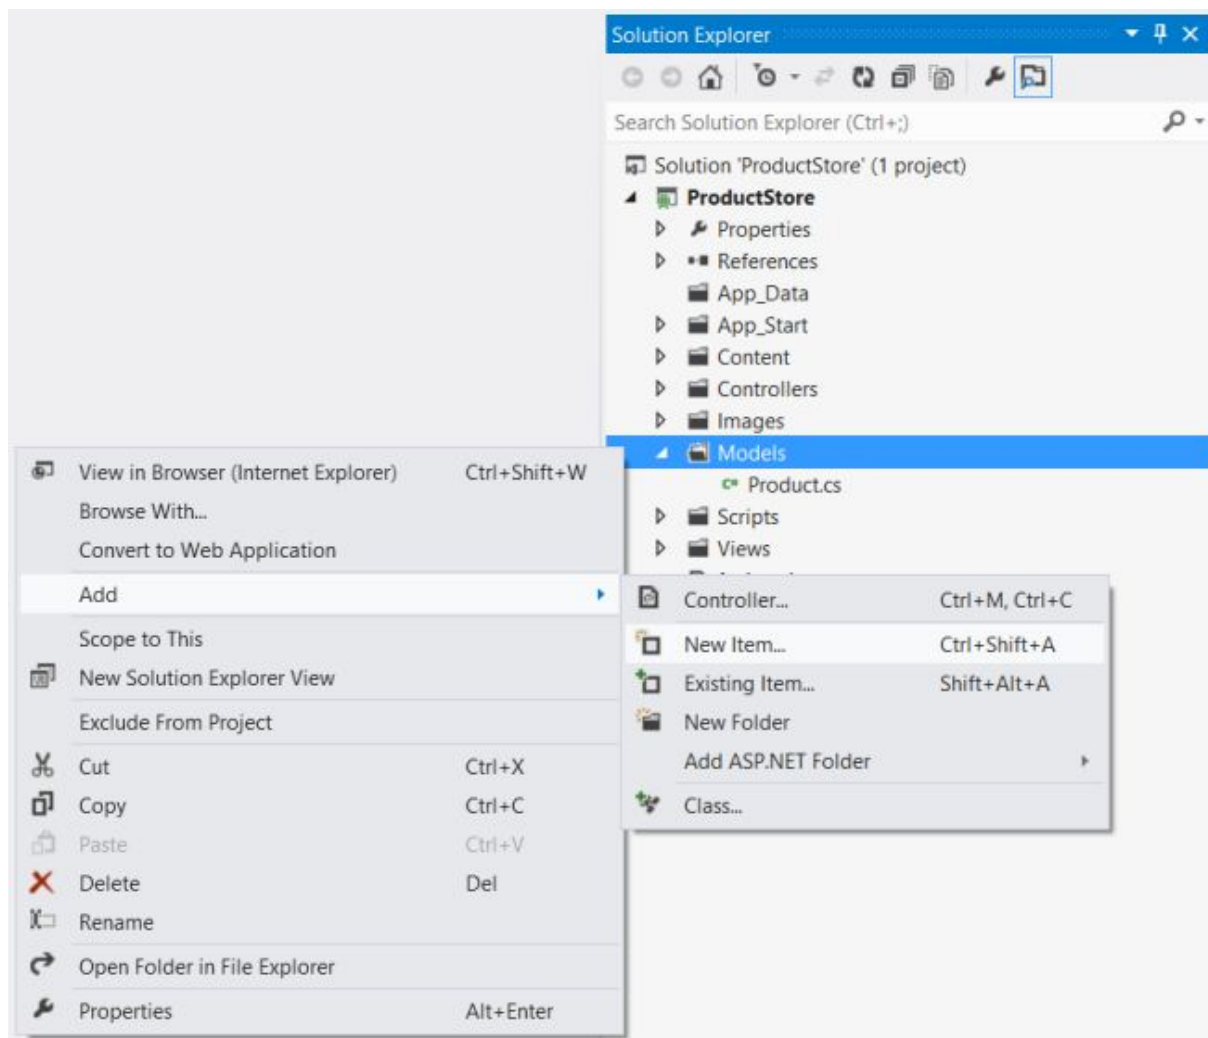 Solution Explorer
Search Solution Explorer (Ctrl+;)
Solution 'ProductStore' (1 project)
ProductStore
Properties
References
App_Data
App_Start
Content
Controllers
Images
Models
Product.cs
Scripts
Views
View in Browser (Internet Explorer) Ctrl+Shift+W
Browse With...
Convert to Web Application
Add
Scope to This
New Solution Explorer View
Exclude From Project
Cut Ctrl+X
Copy Ctrl+C
Paste Ctrl+V
Delete Del
Rename
Open Folder in File Explorer
Properties Alt+Enter
Controller... Ctrl+M, Ctrl+C
New Item... Ctrl+Shift+A
Existing Item... Shift+Alt+A
New Folder
Add ASP.NET Folder
Class...